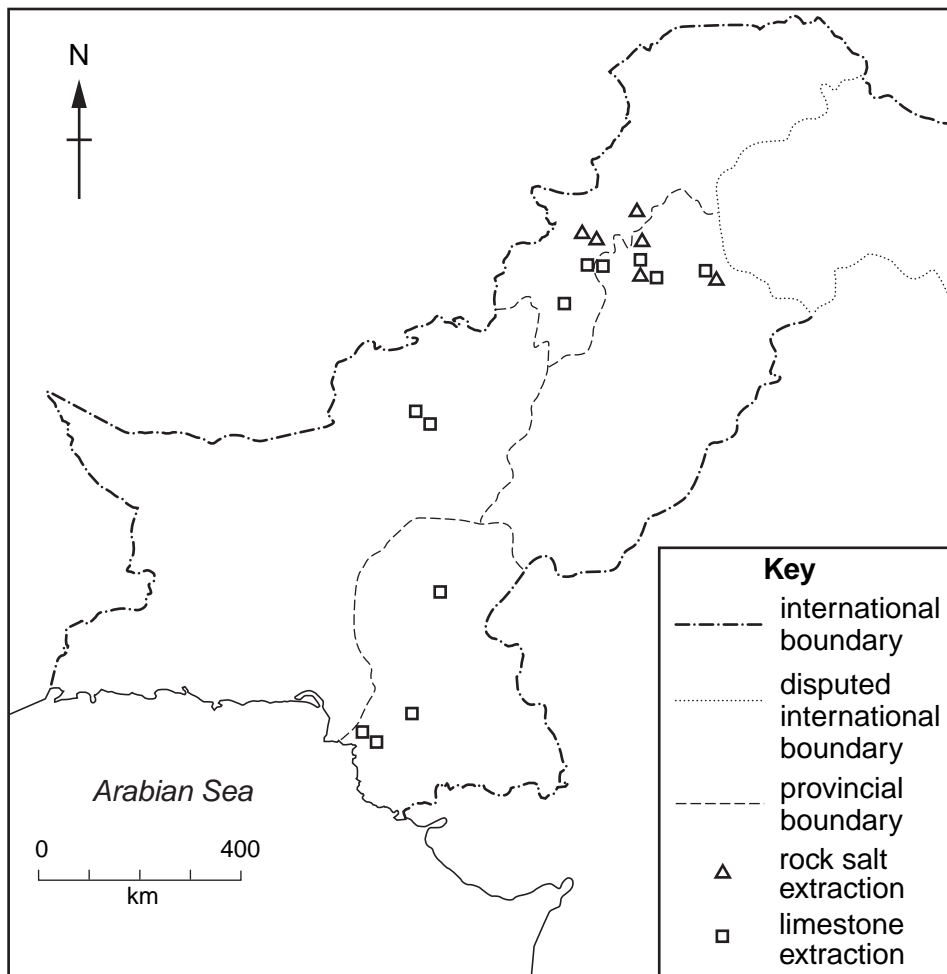 N
Arabian Sea
0 400
km
Key
international
boundary
disputed
international
boundary
provincial
boundary
rock salt
extraction
limestone
extraction